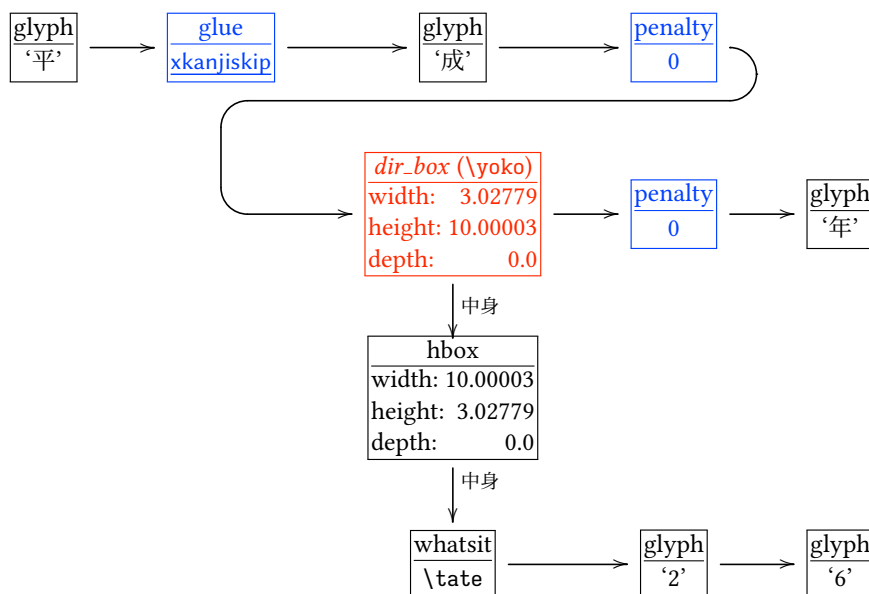 glyph
‘平’
glue
xkanjiskip
glyph
‘成’
penalty
0
dir_box (\yoko)
width: 3.02779
height: 10.00003
depth: 0.0
penalty
0
glyph
‘年’
中身
hbox
width: 10.00003
height: 3.02779
depth: 0.0
中身
whatsit
\tate
glyph
‘2’
glyph
‘6’